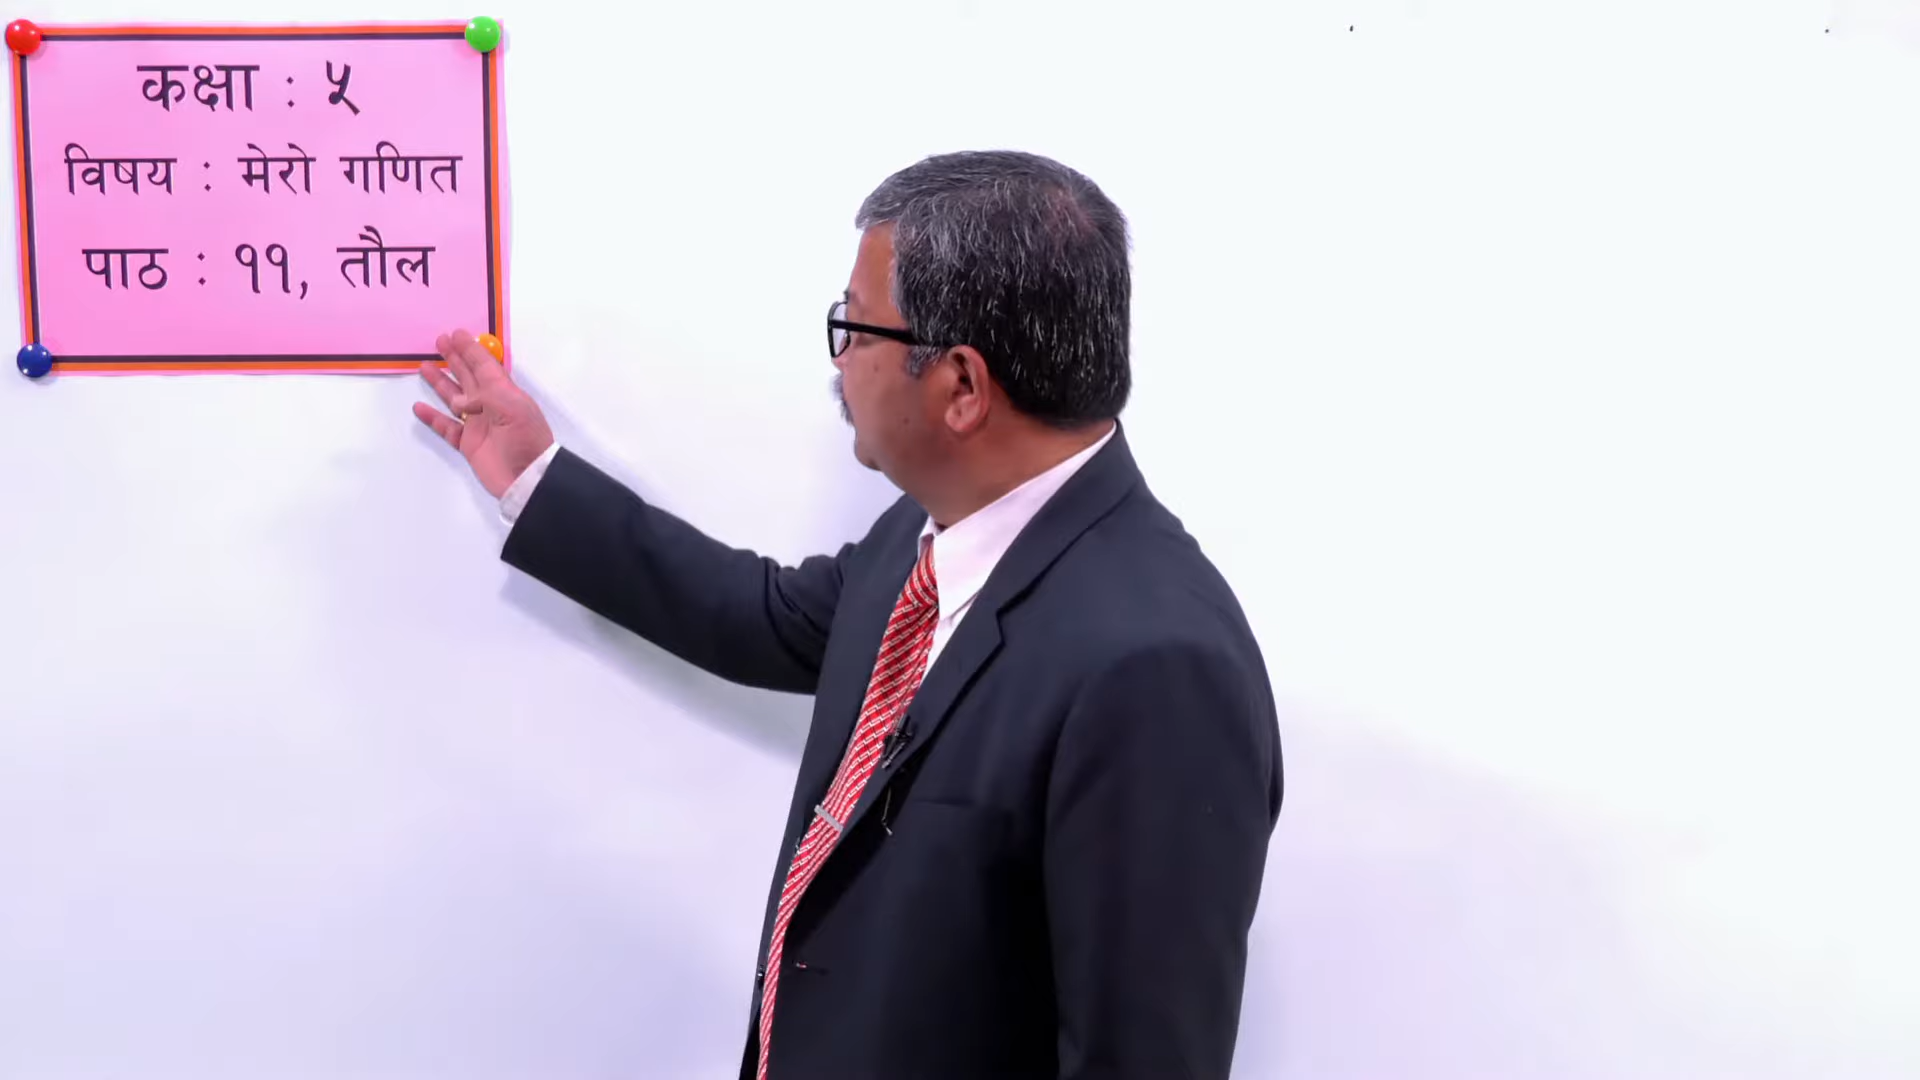 कक्षा : ५
विषय : मेरो गणित
पाठ : ११, तौल